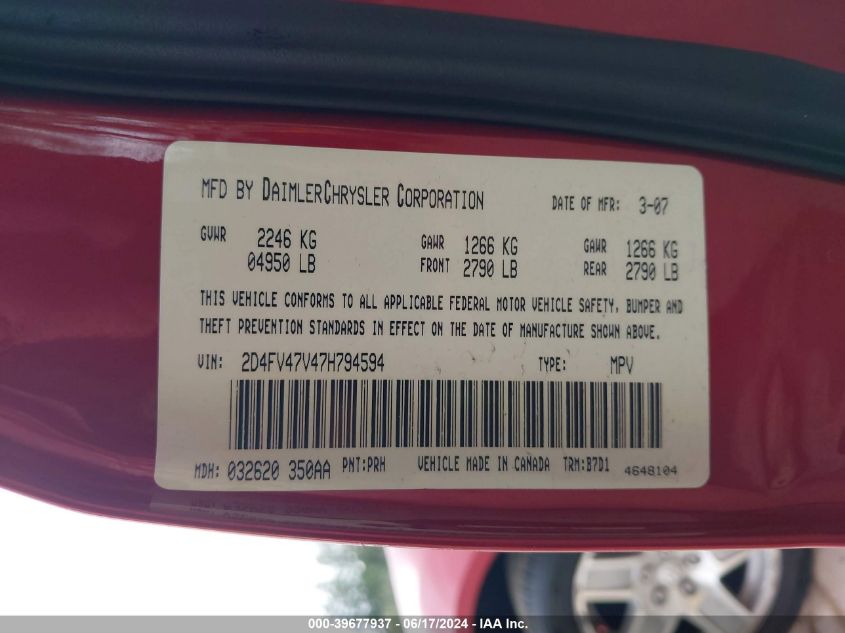 MFD BY DAIMLERCHRYSLER CORPORATION DATE OF MFR: 3-07
GVWR 2246 KG GAWR 1266 KG GAWR 1266 KG
04950 LB FRONT 2790 LB REAR 2790 LB
THIS VEHICLE CONFORMS TO ALL APPLICABLE FEDERAL MOTOR VEHICLE SAFETY, BUMPER AND
THEFT PREVENTION STANDARDS IN EFFECT ON THE DATE OF MANUFACTURE SHOWN ABOVE.
VIN: 2D4FV47V47H794594 TYPE: MPV
MDH: 032620 350AA PNT:PRH VEHICLE MADE IN CANADA TRM:B7D1 4648104
000-39677937 - 06/17/2024 - IAA Inc.